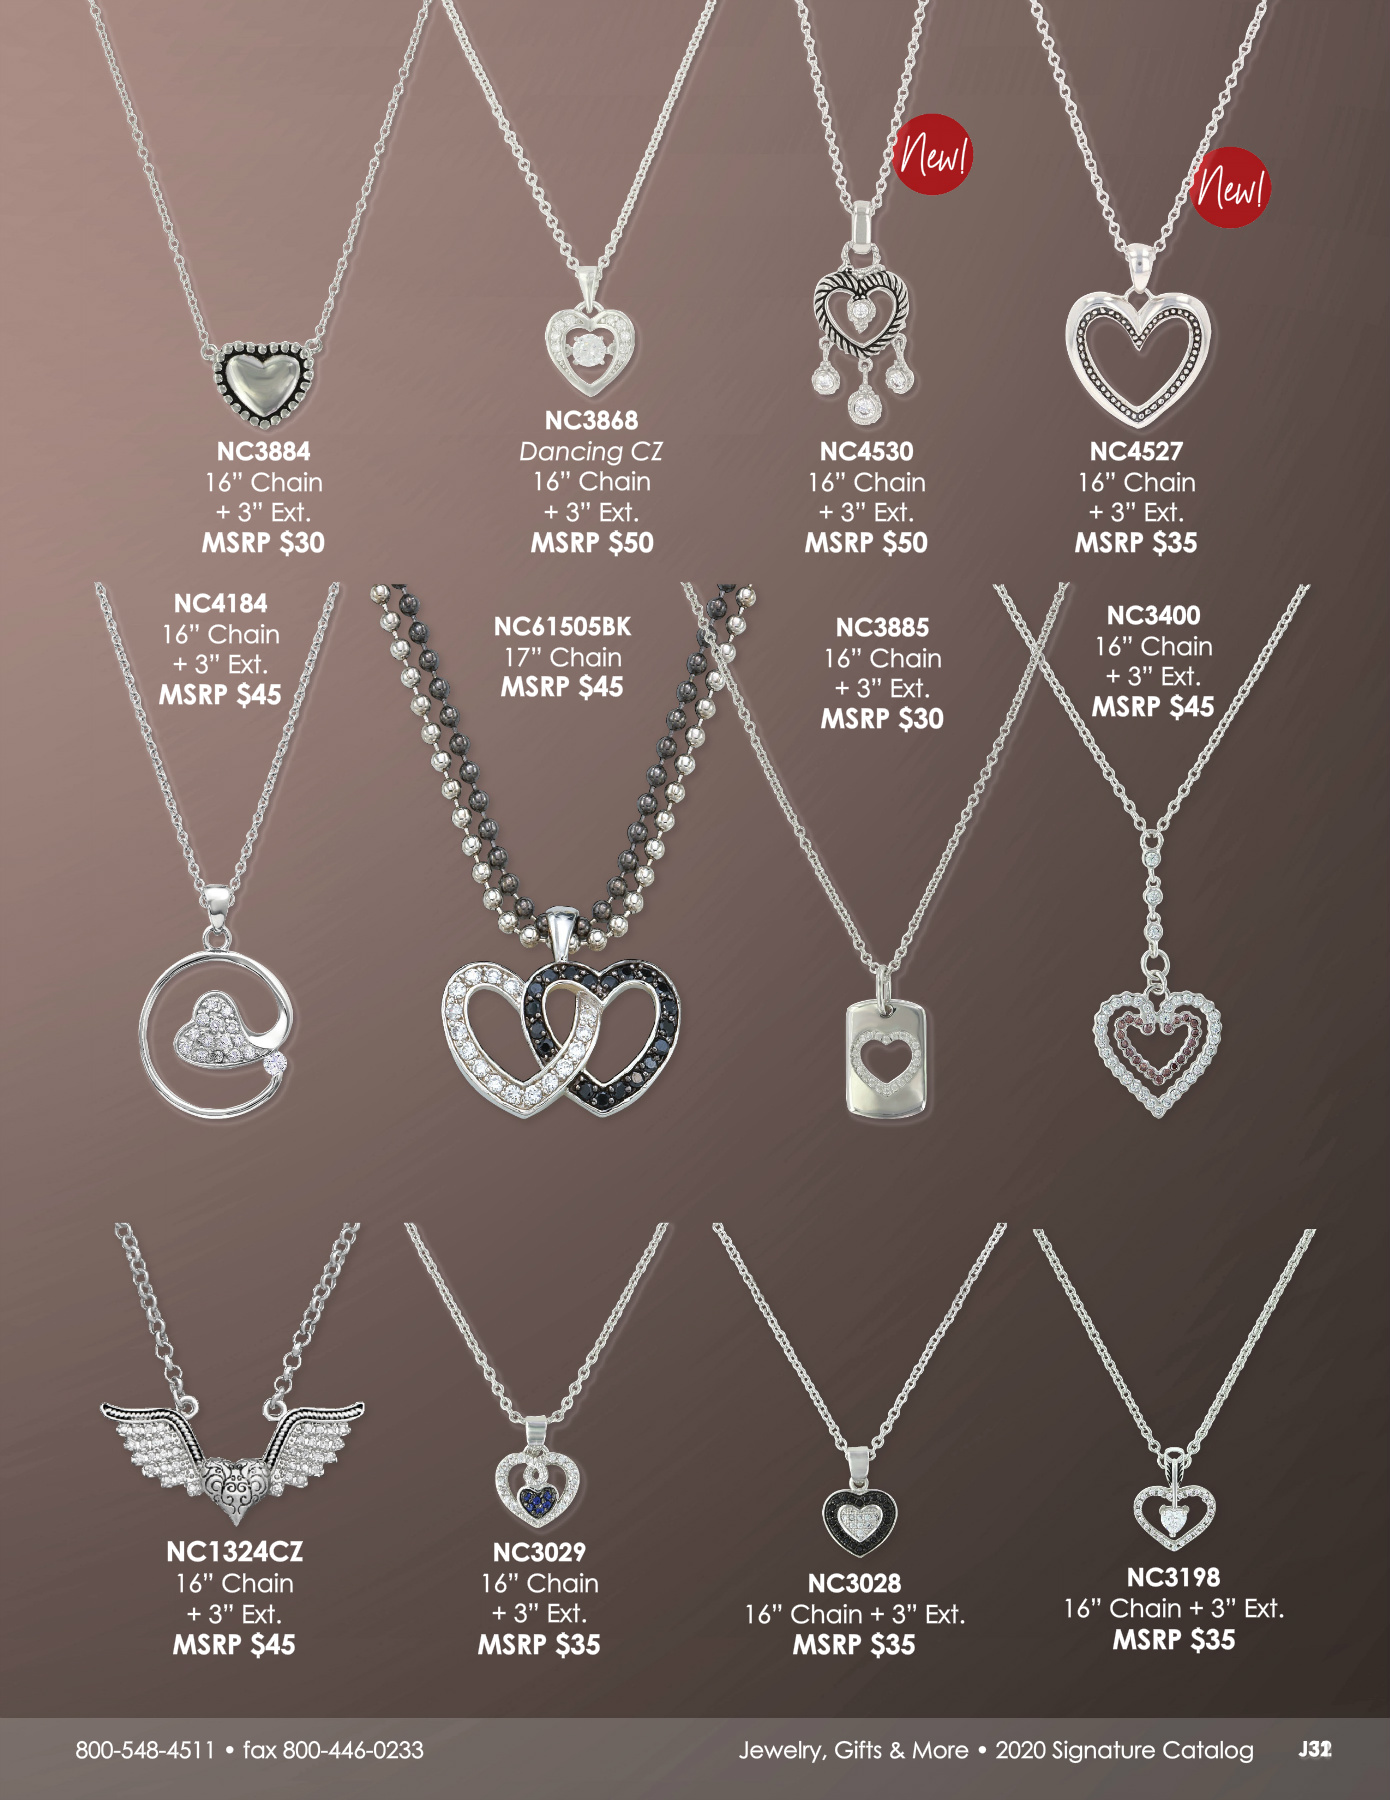 New!
New!
NC3884
16” Chain
+ 3” Ext.
MSRP $30
NC3868
Dancing CZ
16” Chain
+ 3” Ext.
MSRP $50
NC4530
16” Chain
+ 3” Ext.
MSRP $50
NC4527
16” Chain
+ 3” Ext.
MSRP $35
NC4184
16” Chain
+ 3” Ext.
MSRP $45
NC61505BK
17” Chain
MSRP $45
NC3885
16” Chain
+ 3” Ext.
MSRP $30
NC3400
16” Chain
+ 3” Ext.
MSRP $45
NC1324CZ
16” Chain
+ 3” Ext.
MSRP $45
NC3029
16” Chain
+ 3” Ext.
MSRP $35
NC3028
16” Chain + 3” Ext.
MSRP $35
NC3198
16” Chain + 3” Ext.
MSRP $35
800-548-4511 • fax 800-446-0233
Jewelry, Gifts & More • 2020 Signature Catalog